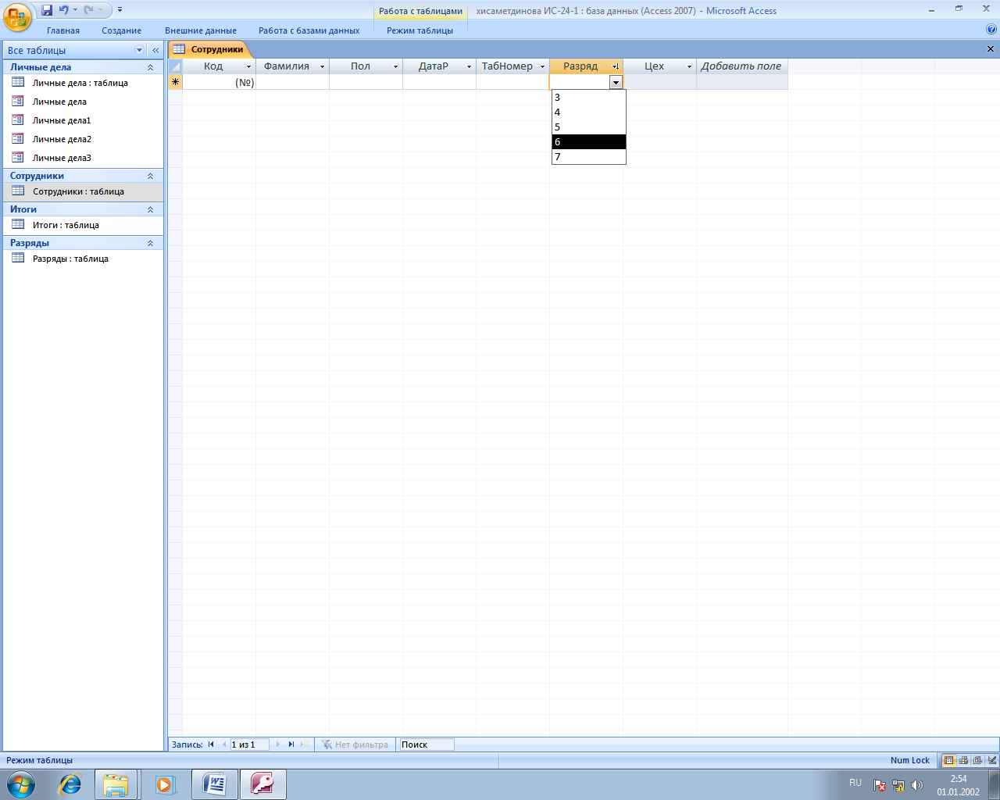 Работа с таблицами
хисаметдинова ИС-24-1 : база данных (Access 2007) - Microsoft Access
Главная Создание Внешние данные Работа с базами данных Режим таблицы
Все таблицы
Личные дела
Личные дела : таблица
Личные дела
Личные дела1
Личные дела2
Личные дела3
Сотрудники
Сотрудники : таблица
Итоги
Итоги : таблица
Разряды
Разряды : таблица
Сотрудники
Код Фамилия Пол ДатаР ТабНомер Разряд Цех Добавить поле
(№)
3
4
5
6
7
Запись: 1 из 1 Нет фильтра Поиск
Режим таблицы Num Lock
RU 2:54
01.01.2002